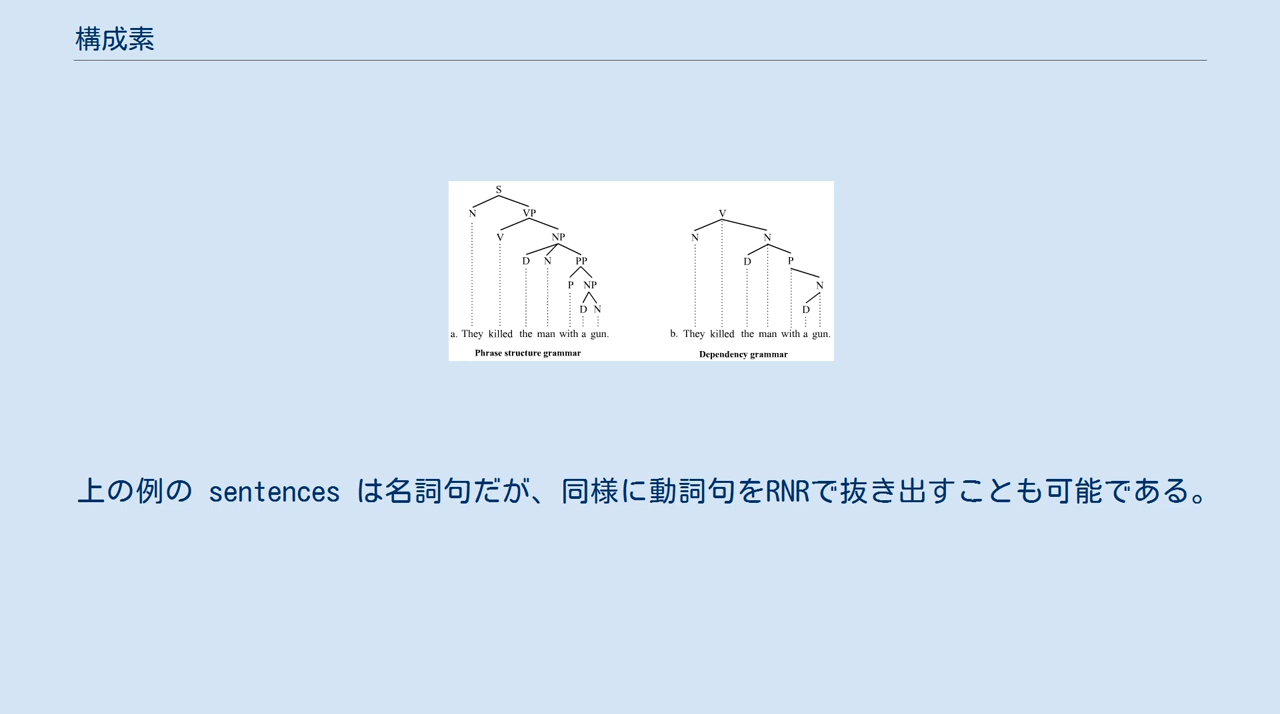 構成素
S
N VP
V NP
D N PP
P NP
D N
a. They killed the man with a gun.
Phrase structure grammar
V
N N
D P
N
D
b. They killed the man with a gun.
Dependency grammar
上の例の sentences は名詞句だが、同様に動詞句をRNRで抜き出すことも可能である。